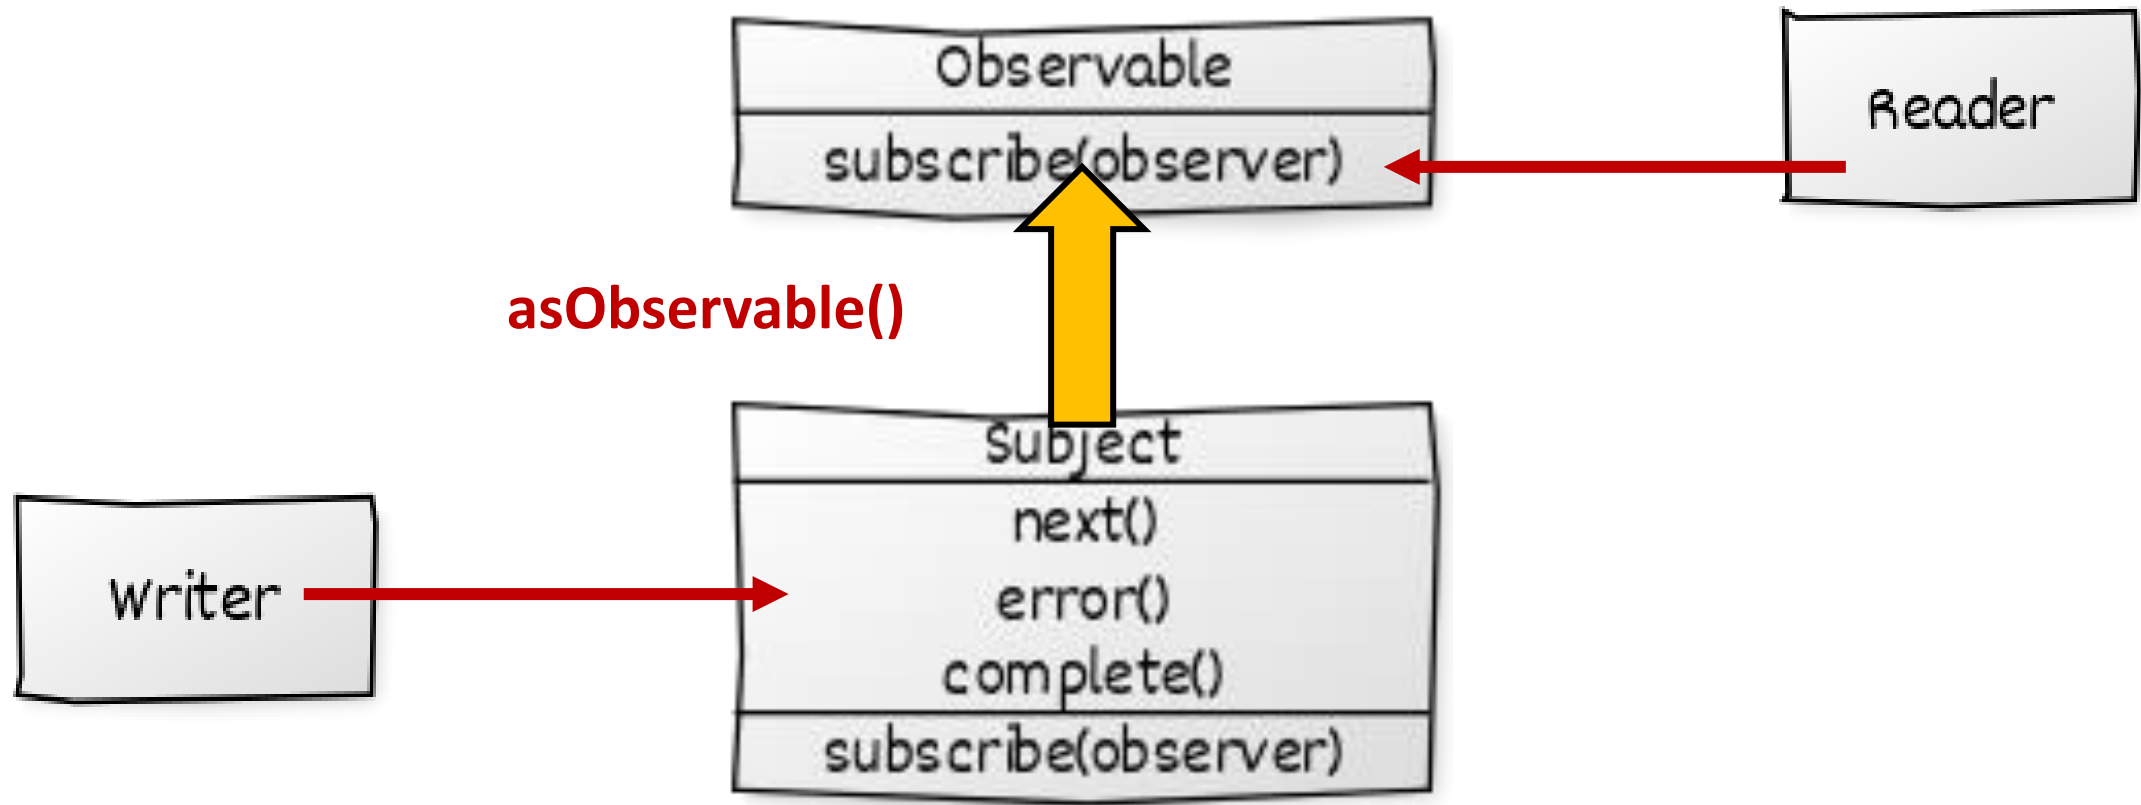 Observable
subscribe(observer)
Reader
asObservable()
Subject
next()
error()
complete()
subscribe(observer)
Writer